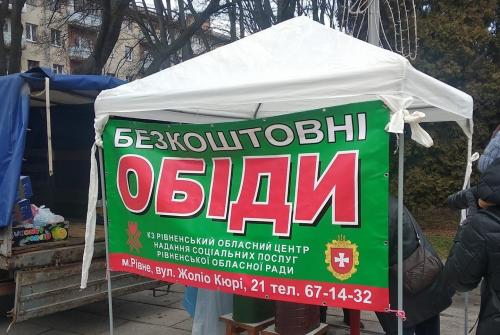 БЕЗКОШТОВНІ
ОБІДИ
КЗ РІВНЕНСЬКИЙ ОБЛАСНИЙ ЦЕНТР
НАДАННЯ СОЦІАЛЬНИХ ПОСЛУГ
РІВНЕНСЬКОЇ ОБЛАСНОЇ РАДИ
м.Рівне, вул. Жоліо Кюрі, 21 тел. 67-14-32